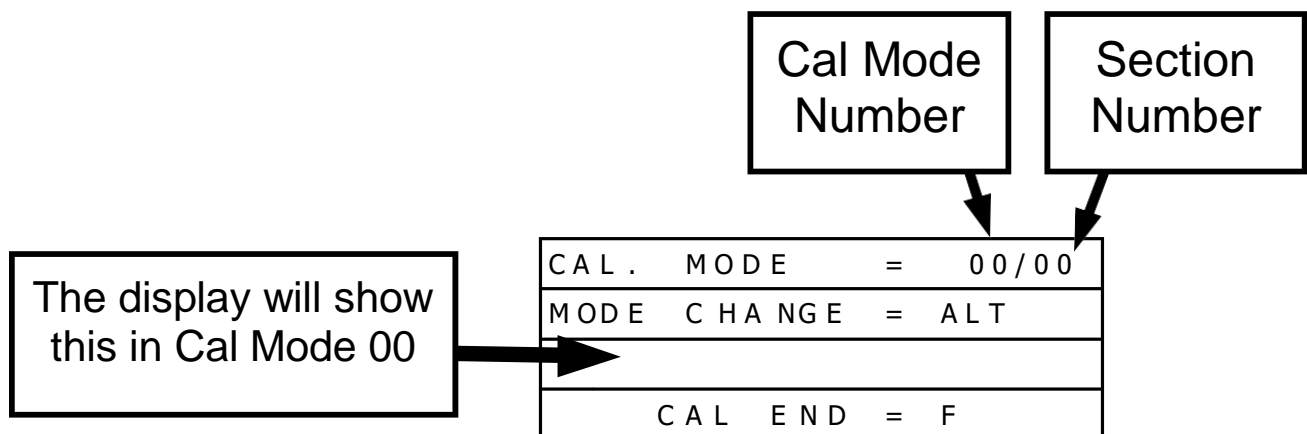 Cal Mode
Number
Section
Number
The display will show
this in Cal Mode 00
CAL. MODE = 00/00
MODE CHANGE = ALT
CAL END = F